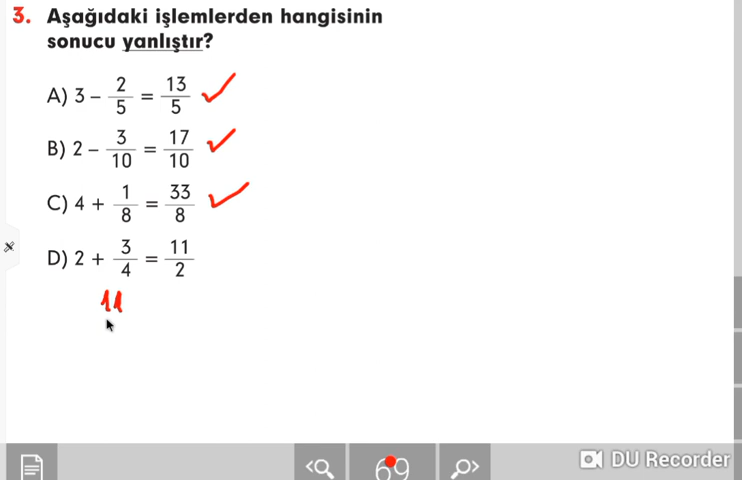 3. Aşağıdaki işlemlerden hangisinin
sonucu yanlıştır?
A) 3 – 2/5 = 13/5
B) 2 – 3/10 = 17/10
C) 4 + 1/8 = 33/8
D) 2 + 3/4 = 11/2
11
69
DU Recorder